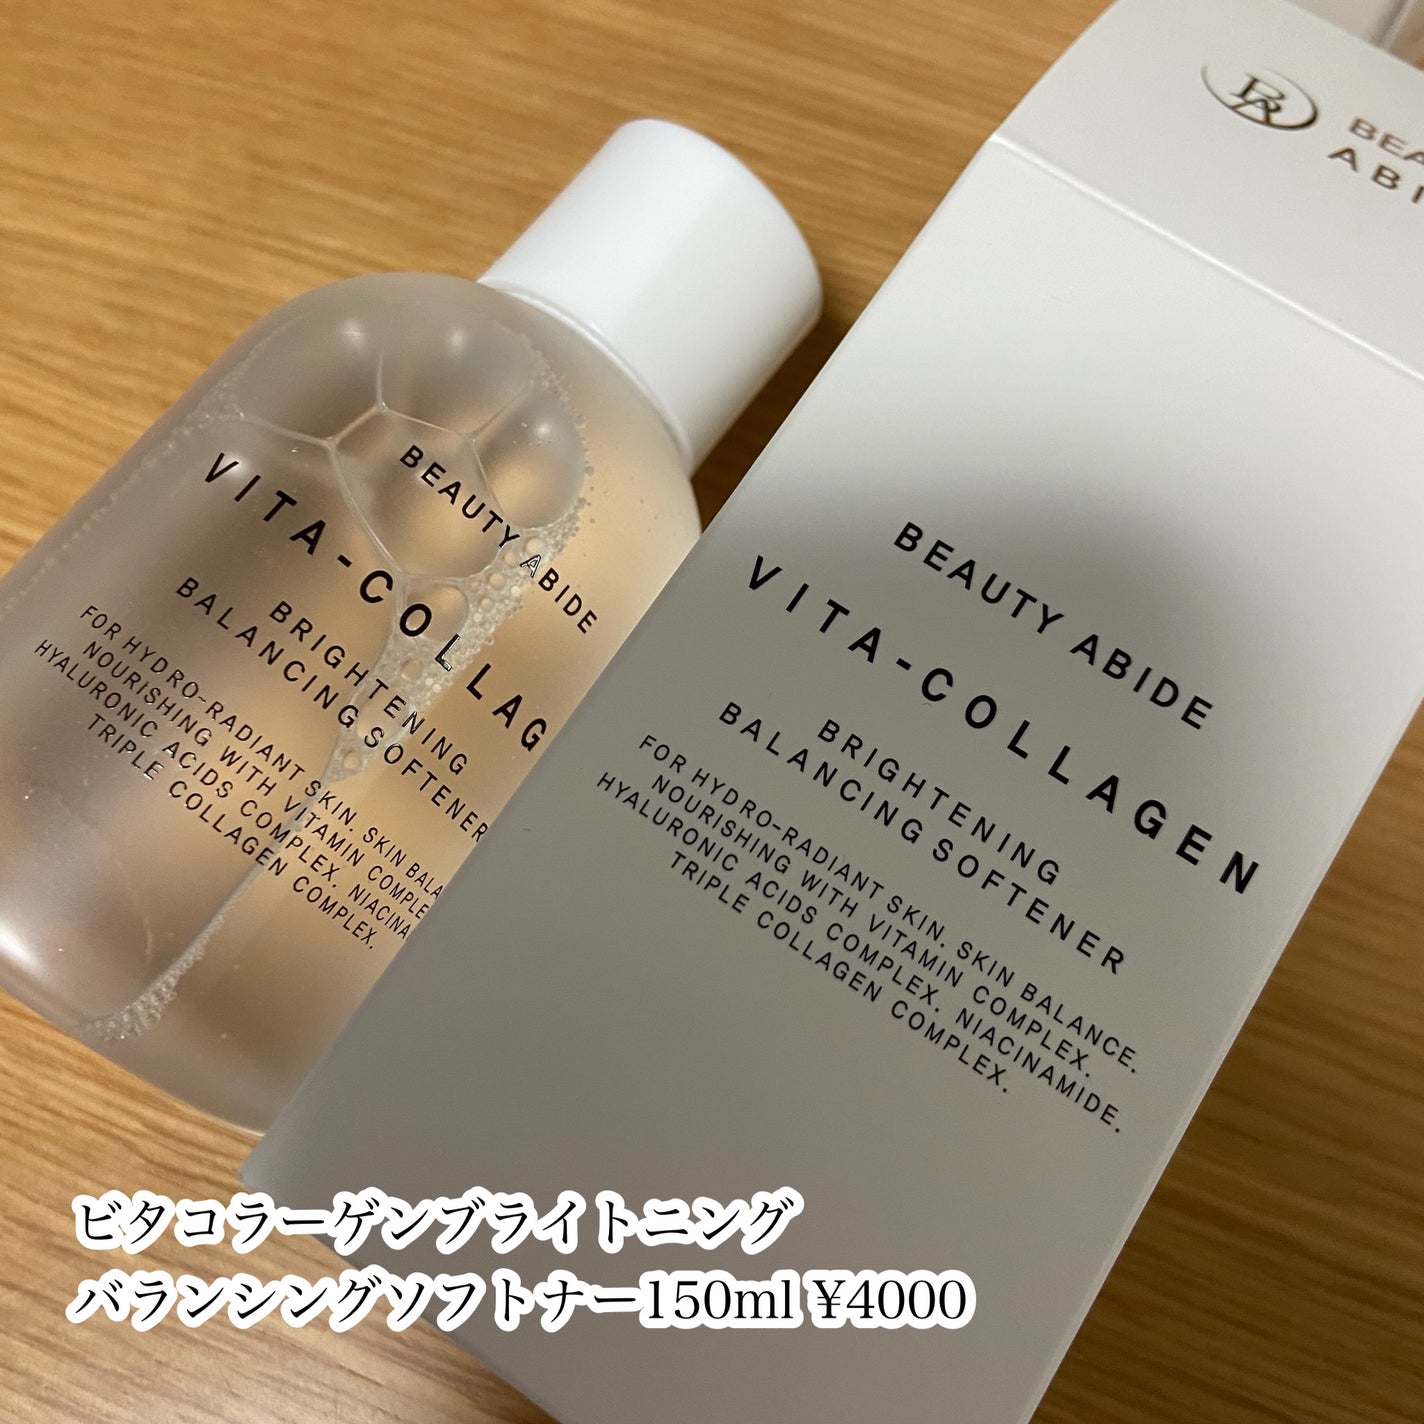 BEAUTY ABIDE
VITA-COLLAG
BRIGHTENING
BALANCING SOFTENER
FOR HYDRO-RADIANT SKIN. SKIN BALA
NOURISHING WITH VITAMIN COMPLE
HYALURONIC ACIDS COMPLEX. NIACINA
TRIPLE COLLAGEN COMPLEX.
BA
BEA
ABI
BEAUTY ABIDE
VITA-COLLAGEN
BRIGHTENING
BALANCING SOFTENER
FOR HYDRO-RADIANT SKIN. SKIN BALANCE.
NOURISHING WITH VITAMIN COMPLEX.
HYALURONIC ACIDS COMPLEX. NIACINAMIDE.
TRIPLE COLLAGEN COMPLEX.
ビタコラーゲンブライトニング
バランシングソフトナー150ml ¥4000